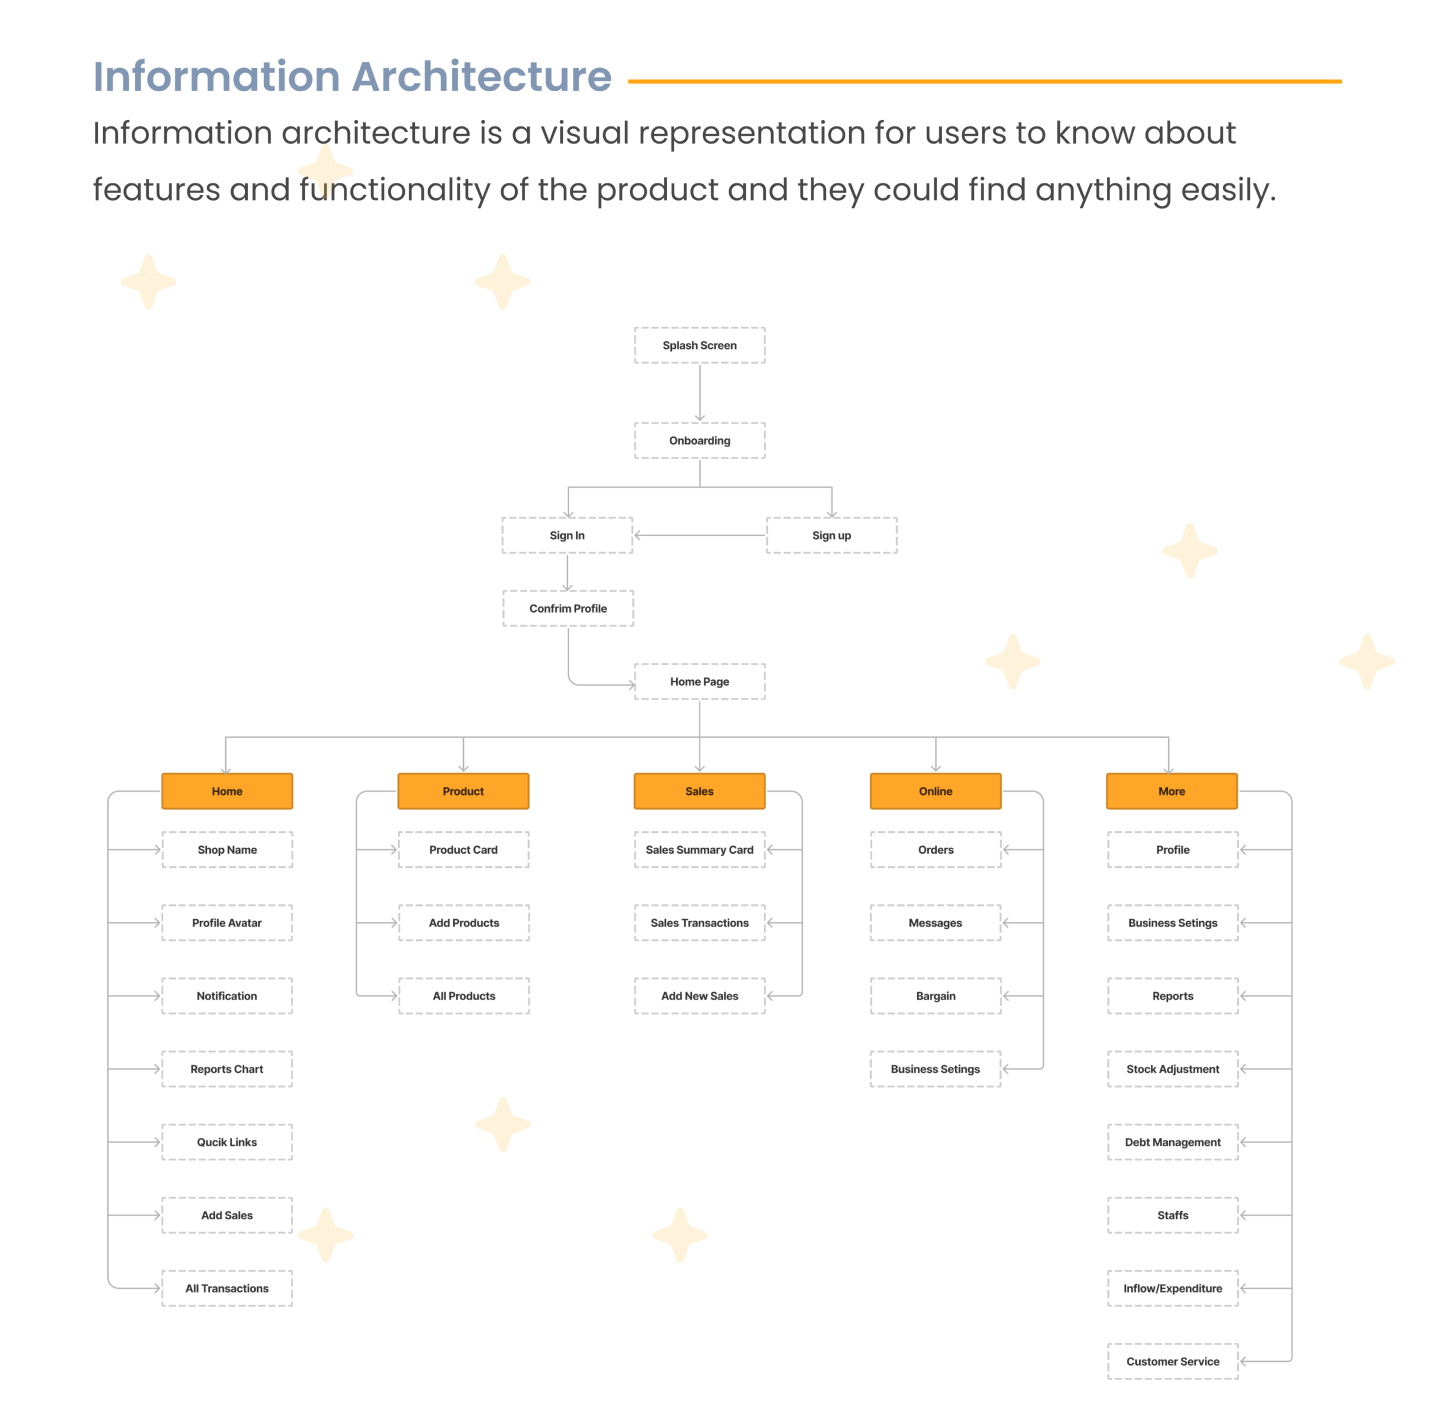 Information Architecture
Information architecture is a visual representation for users to know about
features and functionality of the product and they could find anything easily.
Splash Screen
Onboarding
Sign In
Sign up
Confrim Profile
Home Page
Home
Shop Name
Profile Avatar
Notification
Reports Chart
Qucik Links
Add Sales
All Transactions
Product
Product Card
Add Products
All Products
Sales
Sales Summary Card
Sales Transactions
Add New Sales
Online
Orders
Messages
Bargain
Business Setings
More
Profile
Business Setings
Reports
Stock Adjustment
Debt Management
Staffs
Inflow/Expenditure
Customer Service